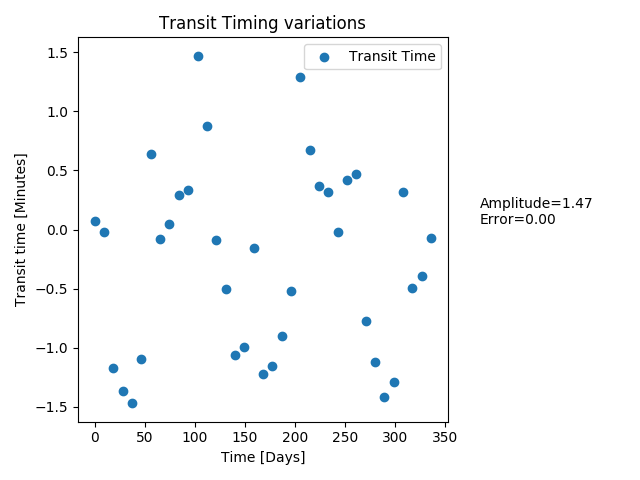 Transit Timing variations
Transit Time
1.5
1.0
0.5
0.0
−0.5
−1.0
−1.5
Transit time [Minutes]
Amplitude=1.47
Error=0.00
0 50 100 150 200 250 300 350
Time [Days]